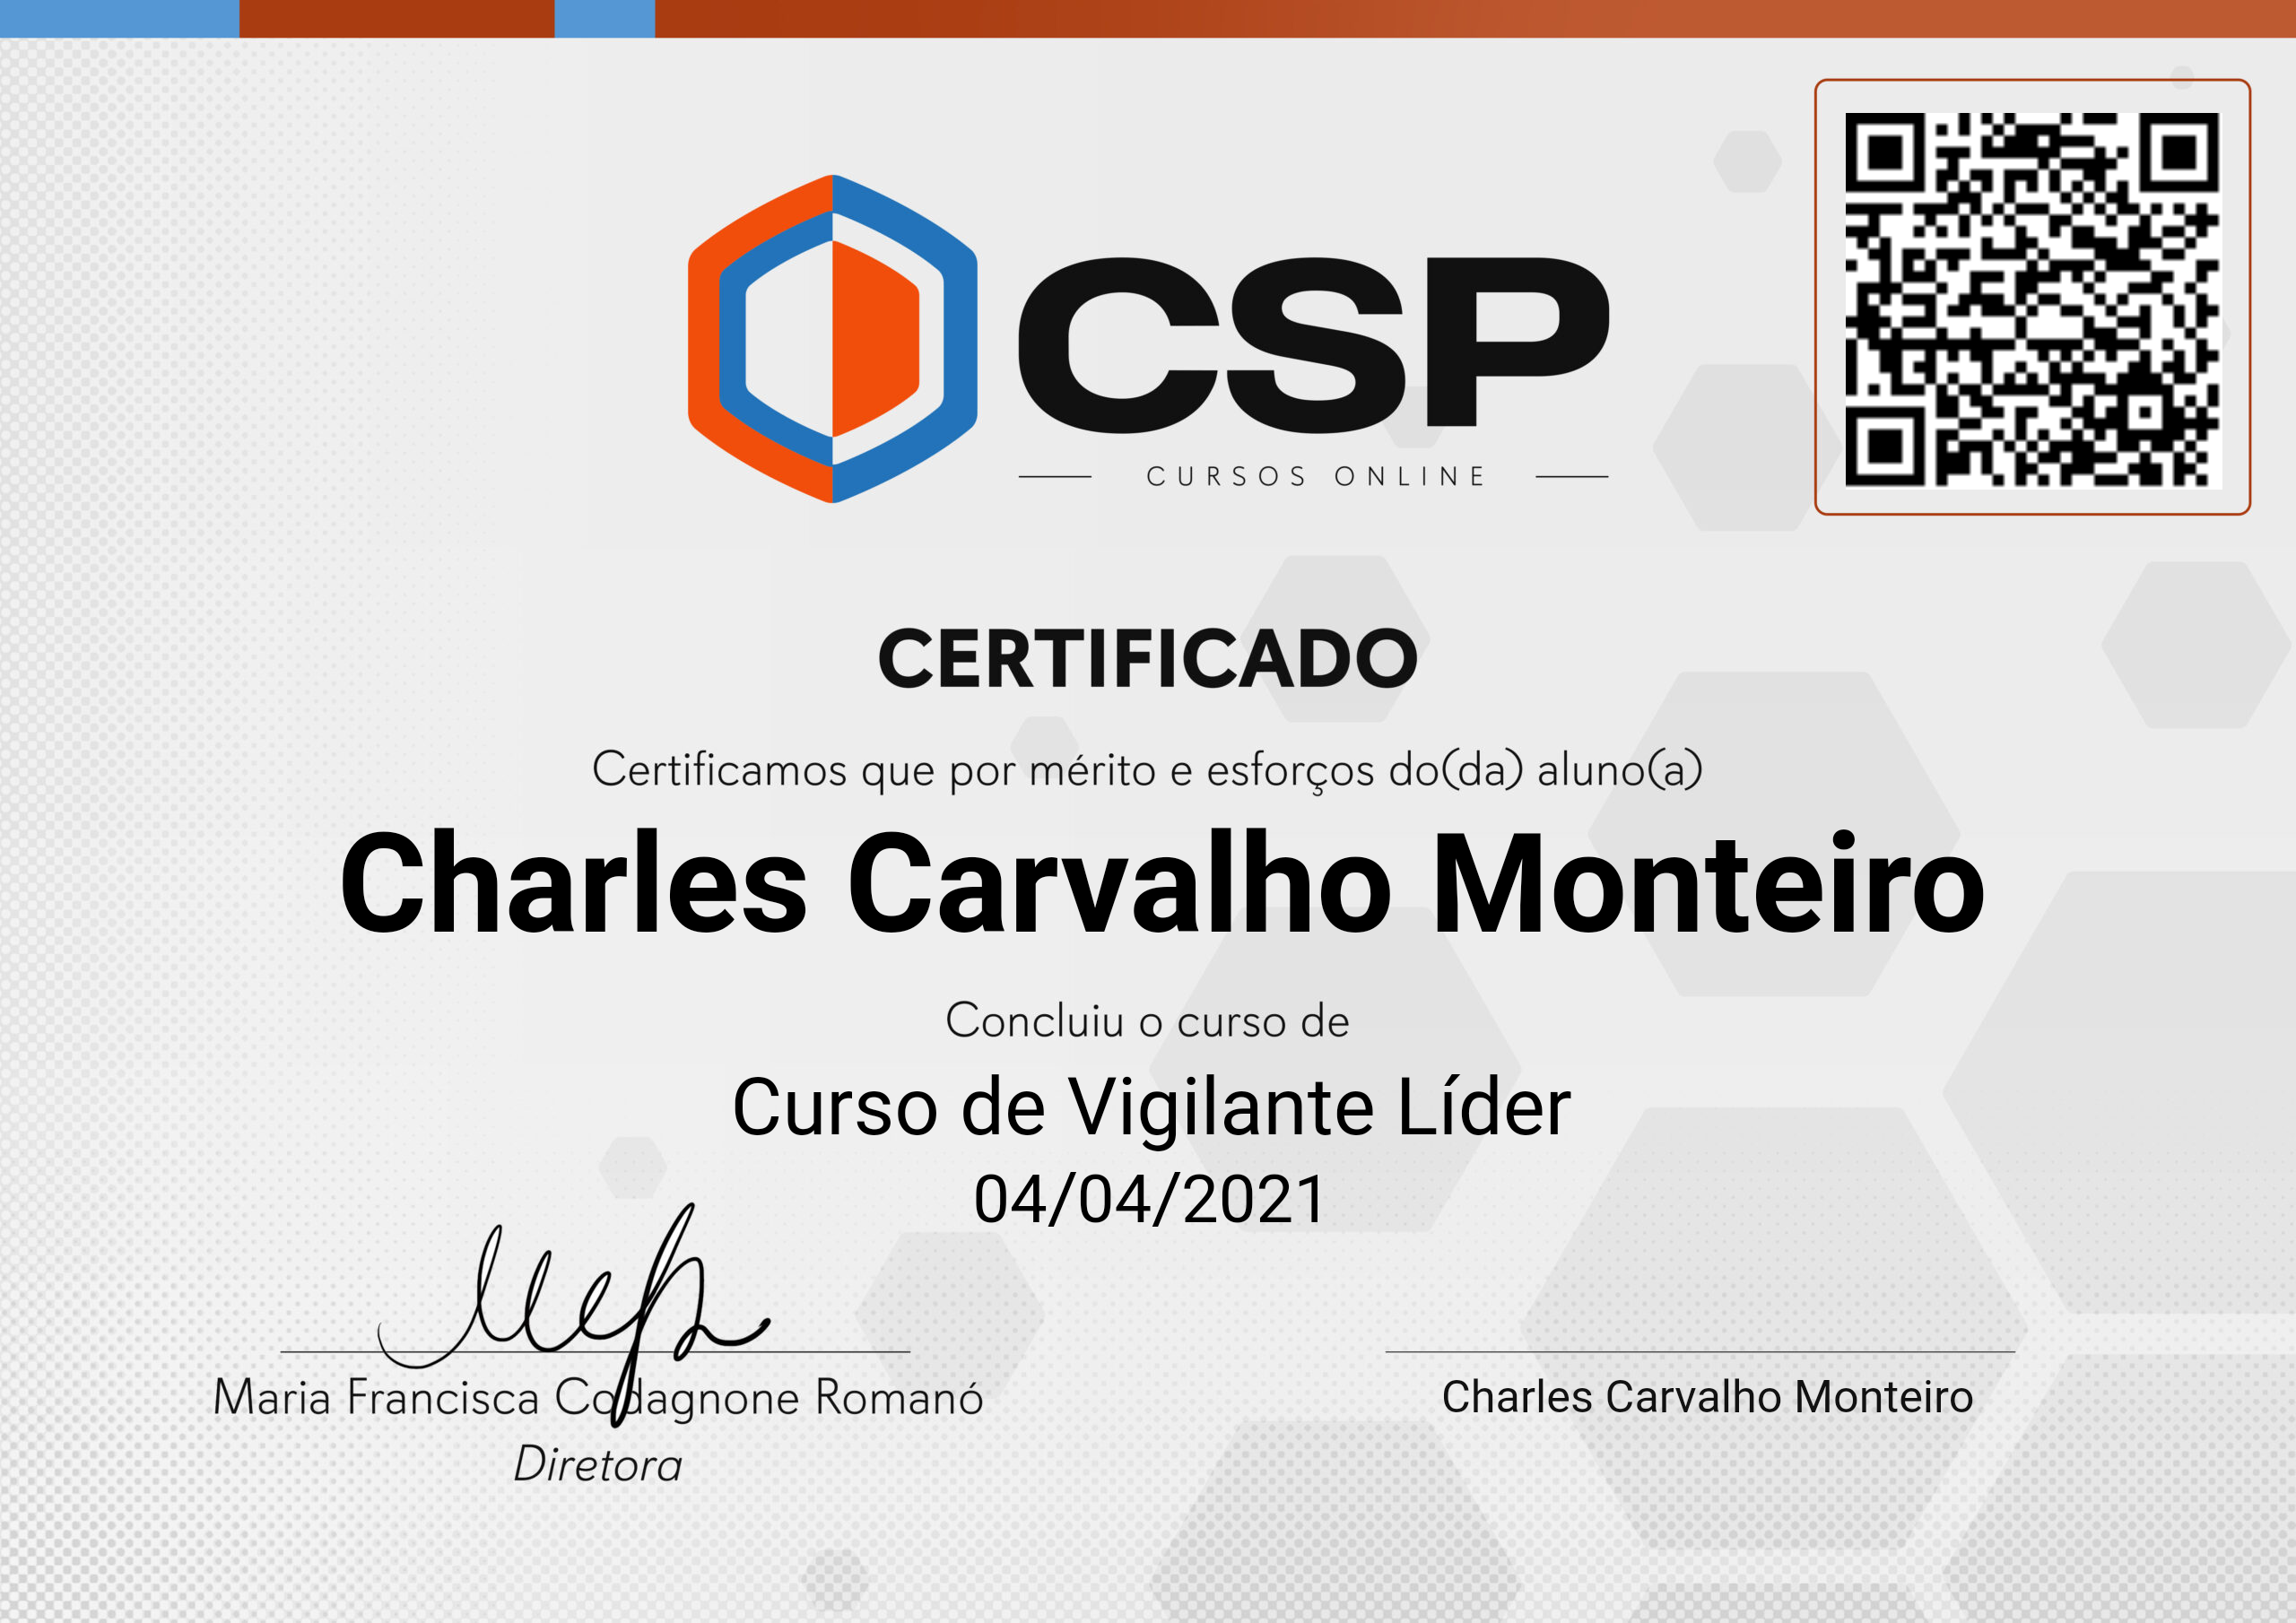 CSP
CURSOS ONLINE
CERTIFICADO
Certificamos que por mérito e esforços do(da) aluno(a)
Charles Carvalho Monteiro
Concluiu o curso de
Curso de Vigilante Líder
04/04/2021
Maria Francisca Codagnone Romanó
Diretora
Charles Carvalho Monteiro